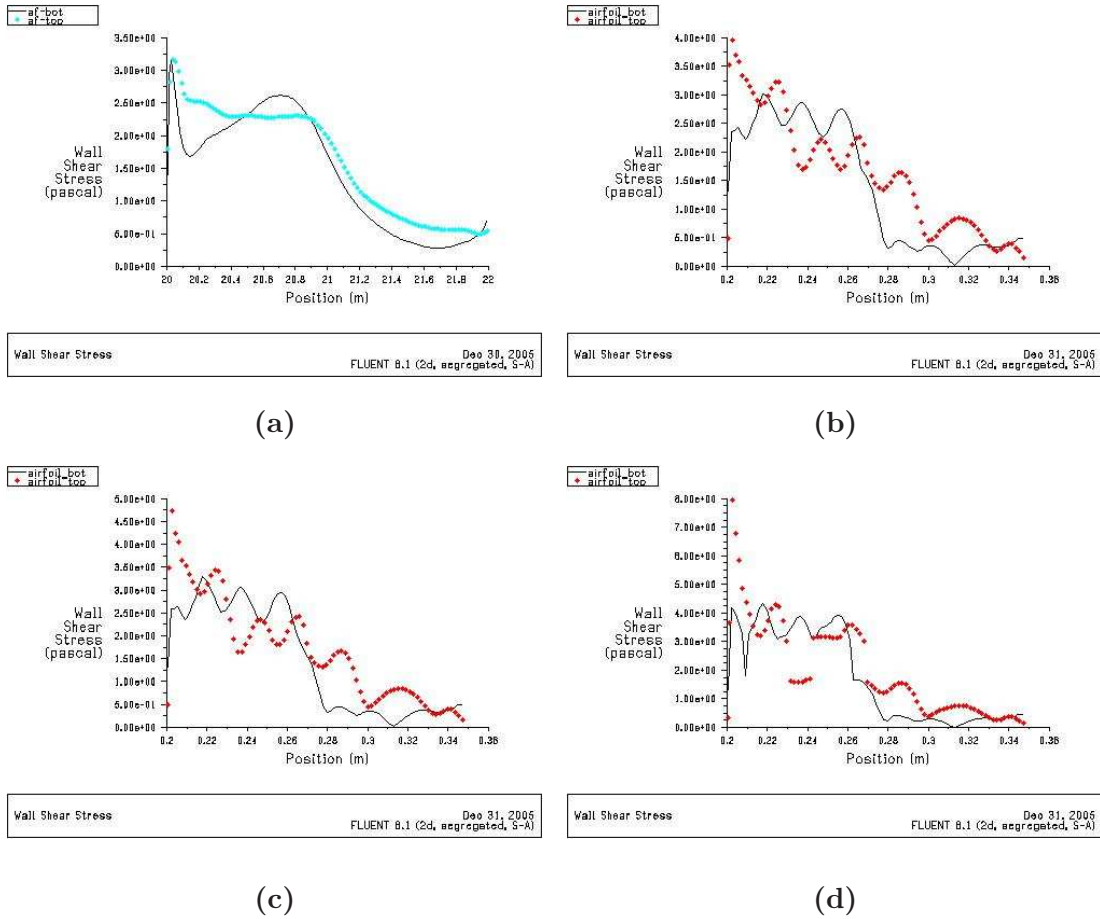 af-bot
af-top
3.50e+00
3.00e+00
2.50e+00
2.00e+00
1.50e+00
1.00e+00
5.00e-01
0.00e+00
Wall
Shear
Stress
(pascal)
20 20.2 20.4 20.6 20.8 21 21.2 21.4 21.6 21.8 22
Position (m)
Wall Shear Stress
Dec 30, 2005
FLUENT 6.1 (2d, segregated, S-A)
(a)
airfoil_bot
airfoil-top
4.00e+00
3.50e+00
3.00e+00
2.50e+00
2.00e+00
1.50e+00
1.00e+00
5.00e-01
0.00e+00
Wall
Shear
Stress
(pascal)
0.2 0.22 0.24 0.26 0.28 0.3 0.32 0.34 0.36
Position (m)
Wall Shear Stress
Dec 31, 2005
FLUENT 6.1 (2d, segregated, S-A)
(b)
airfoil_bot
airfoil-top
5.00e+00
4.50e+00
4.00e+00
3.50e+00
3.00e+00
2.50e+00
2.00e+00
1.50e+00
1.00e+00
5.00e-01
0.00e+00
Wall
Shear
Stress
(pascal)
0.2 0.22 0.24 0.26 0.28 0.3 0.32 0.34 0.36
Position (m)
Wall Shear Stress
Dec 31, 2005
FLUENT 6.1 (2d, segregated, S-A)
(c)
airfoil_bot
airfoil-top
8.00e+00
7.00e+00
6.00e+00
5.00e+00
4.00e+00
3.00e+00
2.00e+00
1.00e+00
0.00e+00
Wall
Shear
Stress
(pascal)
0.2 0.22 0.24 0.26 0.28 0.3 0.32 0.34 0.36
Position (m)
Wall Shear Stress
Dec 31, 2005
FLUENT 6.1 (2d, segregated, S-A)
(d)